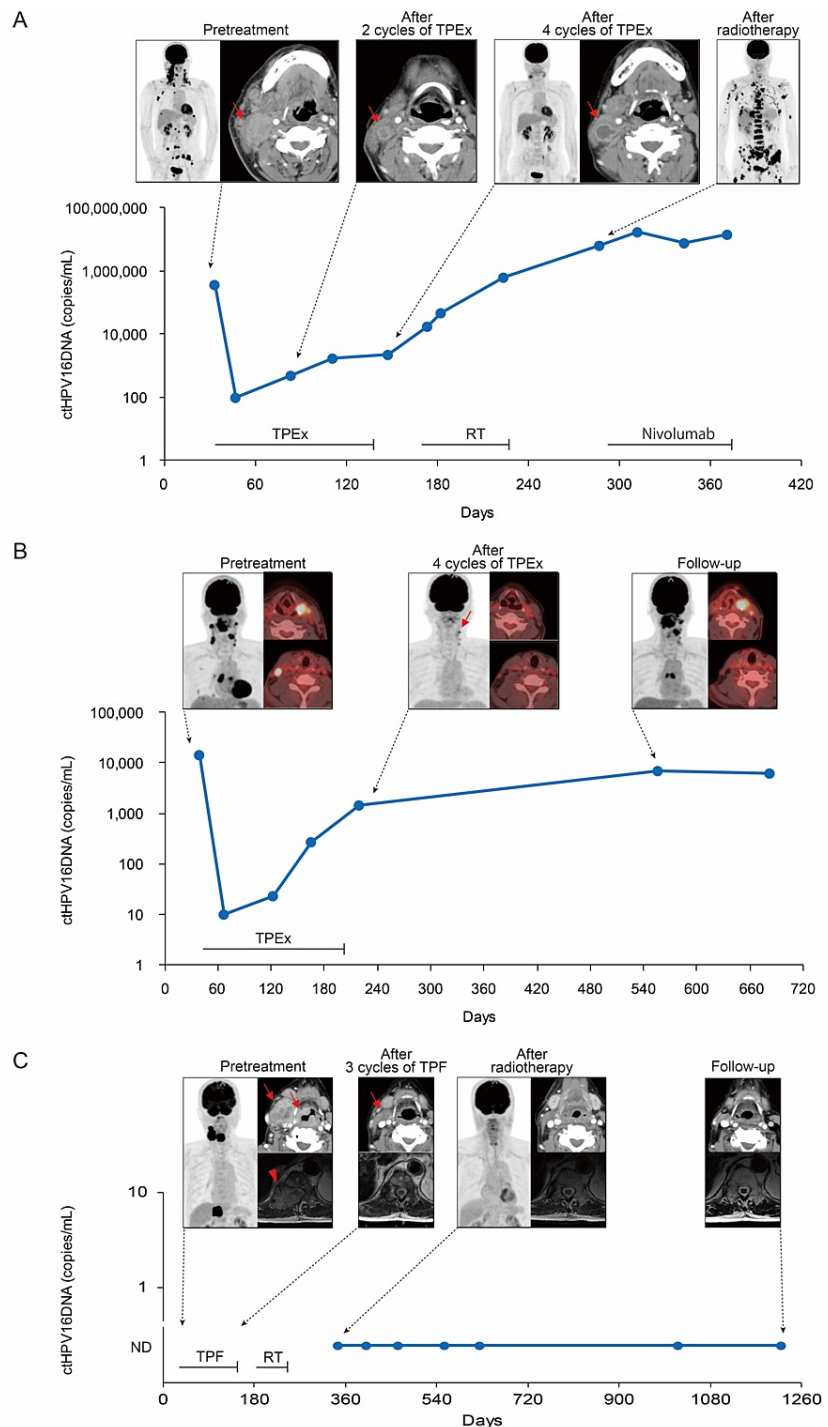 A
Pretreatment
After
2 cycles of TPEx
After
4 cycles of TPEx
After
radiotherapy
100,000,000
1,000,000
10,000
100
1
ctHPV16DNA (copies/mL)
TPEx
RT
Nivolumab
0 60 120 180 240 300 360 420
Days
B
Pretreatment
After
4 cycles of TPEx
Follow-up
100,000
10,000
1,000
100
10
1
ctHPV16DNA (copies/mL)
TPEx
0 60 120 180 240 300 360 420 480 540 600 660 720
Days
C
Pretreatment
After
3 cycles of TPF
After
radiotherapy
Follow-up
10
1
ND
ctHPV16DNA (copies/mL)
TPF
RT
0 180 360 540 720 900 1080 1260
Days